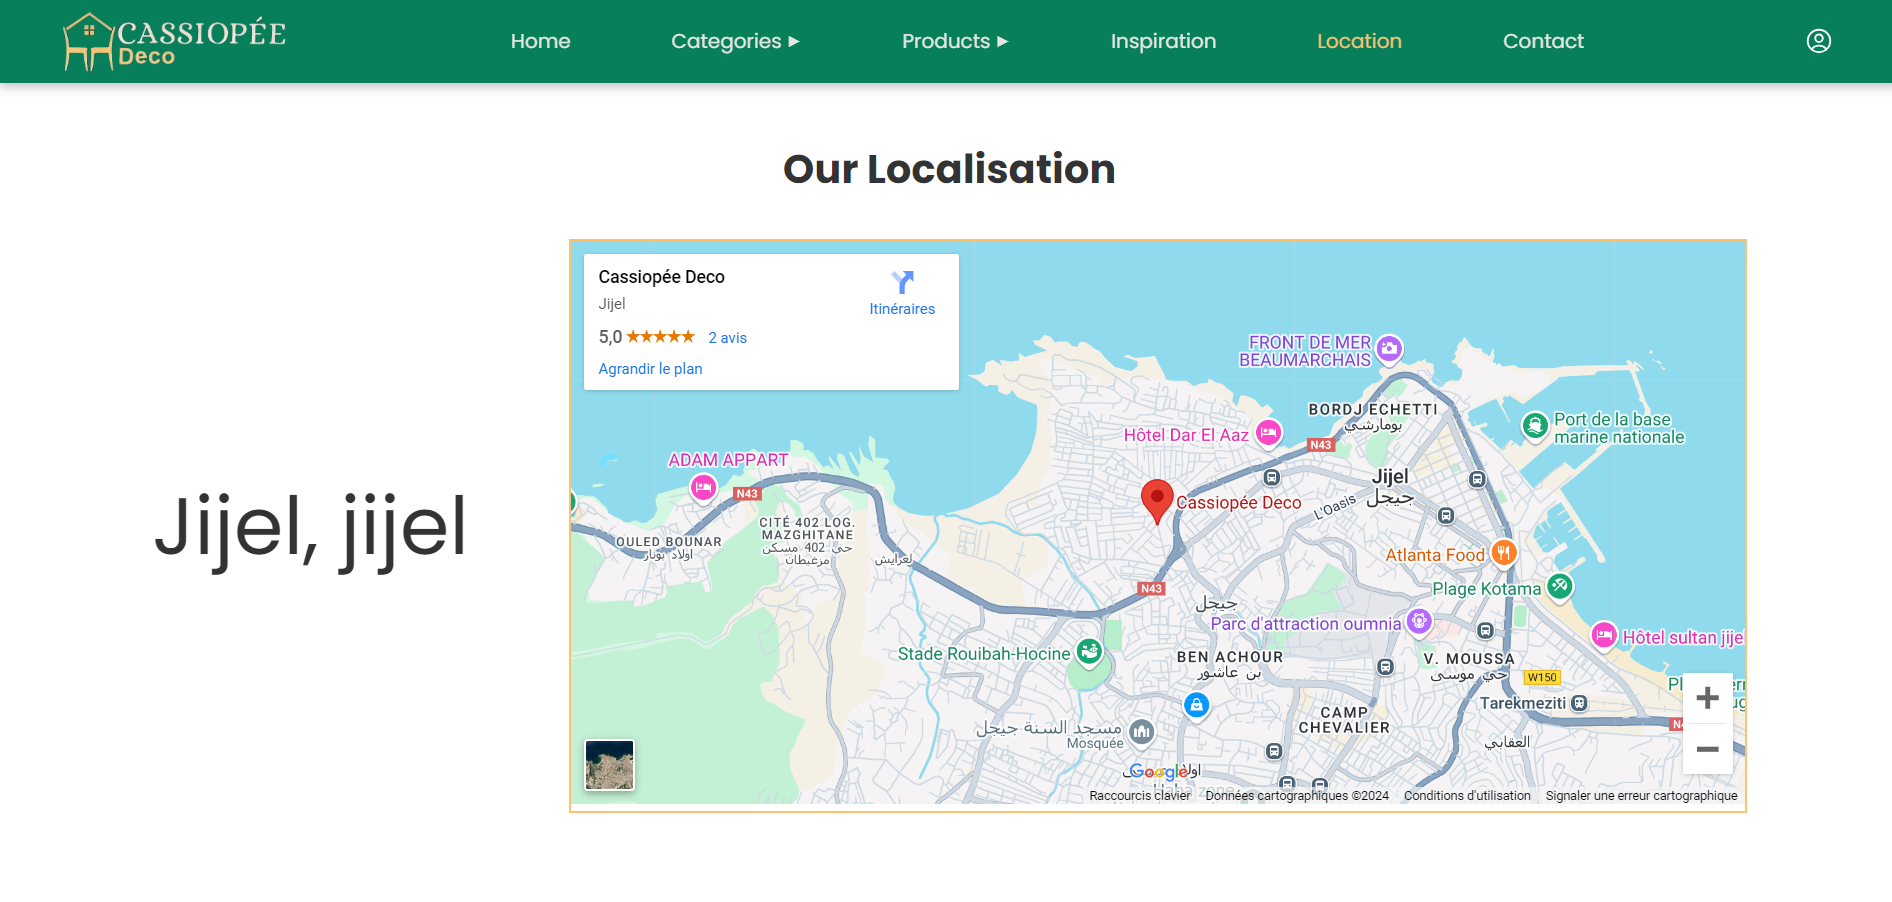 CASSIOPÉE
Deco
Home
Categories ▶
Products ▶
Inspiration
Location
Contact
Our Localisation
Jijel, jijel
Cassiopée Deco
Jijel
Itinéraires
5,0 ★★★★★ 2 avis
Agrandir le plan
FRONT DE MER
BEAUMARCHAIS
BORDJ ECHETTI
بومارشي
Port de la base
marine nationale
Hôtel Dar El Aaz
N43
ADAM APPART
N43
Jijel
جيجل
Cassiopée Deco
L'Oasis
CITÉ 402 LOG.
MAZGHITANE
حي 402 مسكن
مزغيطان
OULED BOUNAR
اولاد بونار
لعرايش
Atlanta Food
N43
Plage Kotama
جيجل
Parc d'attraction oumnia
Hôtel sultan jije
Stade Rouibah-Hocine
BEN ACHOUR
بن عاشور
V. MOUSSA
حي موسى
W150
Tarekmeziti
CAMP
CHEVALIER
مسجد السنة جيجل
Mosquée
العقابي
+
−
Google
Raccourcis clavier
Données cartographiques ©2024
Conditions d'utilisation
Signaler une erreur cartographique